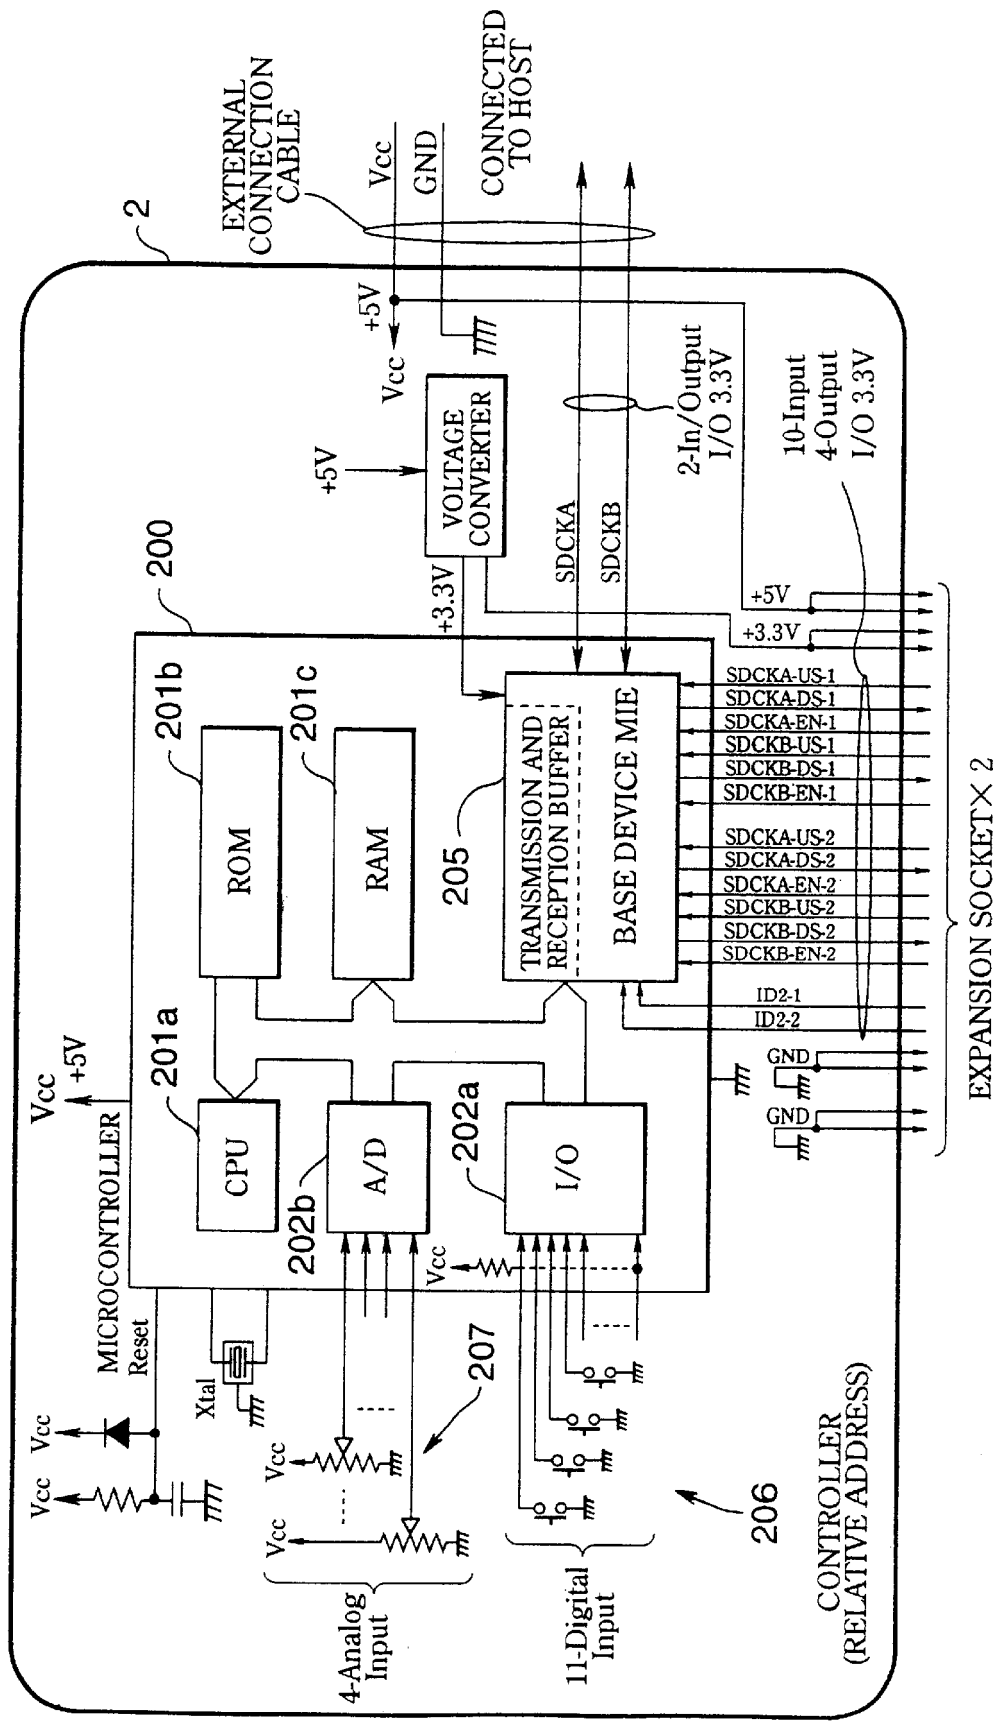 EXTERNAL
CONNECTION
CABLE
Vcc
GND
CONNECTED
TO HOST
2
+5V
Vcc
+5V
VOLTAGE
CONVERTER
+3.3V
SDCKA
SDCKB
2-In/Output
I/O 3.3V
10-Input
4-Output
I/O 3.3V
200
201b
ROM
201c
RAM
205
TRANSMISSION AND
RECEPTION BUFFER
BASE DEVICE MIE
+5V
+3.3V
SDCKA-US-1
SDCKA-DS-1
SDCKA-EN-1
SDCKB-US-1
SDCKB-DS-1
SDCKB-EN-1
SDCKA-US-2
SDCKA-DS-2
SDCKA-EN-2
SDCKB-US-2
SDCKB-DS-2
SDCKB-EN-2
ID2-1
ID2-2
GND
GND
EXPANSION SOCKET×2
Vcc
+5V
MICROCONTROLLER
201a
CPU
202b
A/D
202a
I/O
Vcc
Reset
Xtal
Vcc
Vcc
Vcc
Vcc
207
206
4-Analog
Input
11-Digital
Input
CONTROLLER
(RELATIVE ADDRESS)